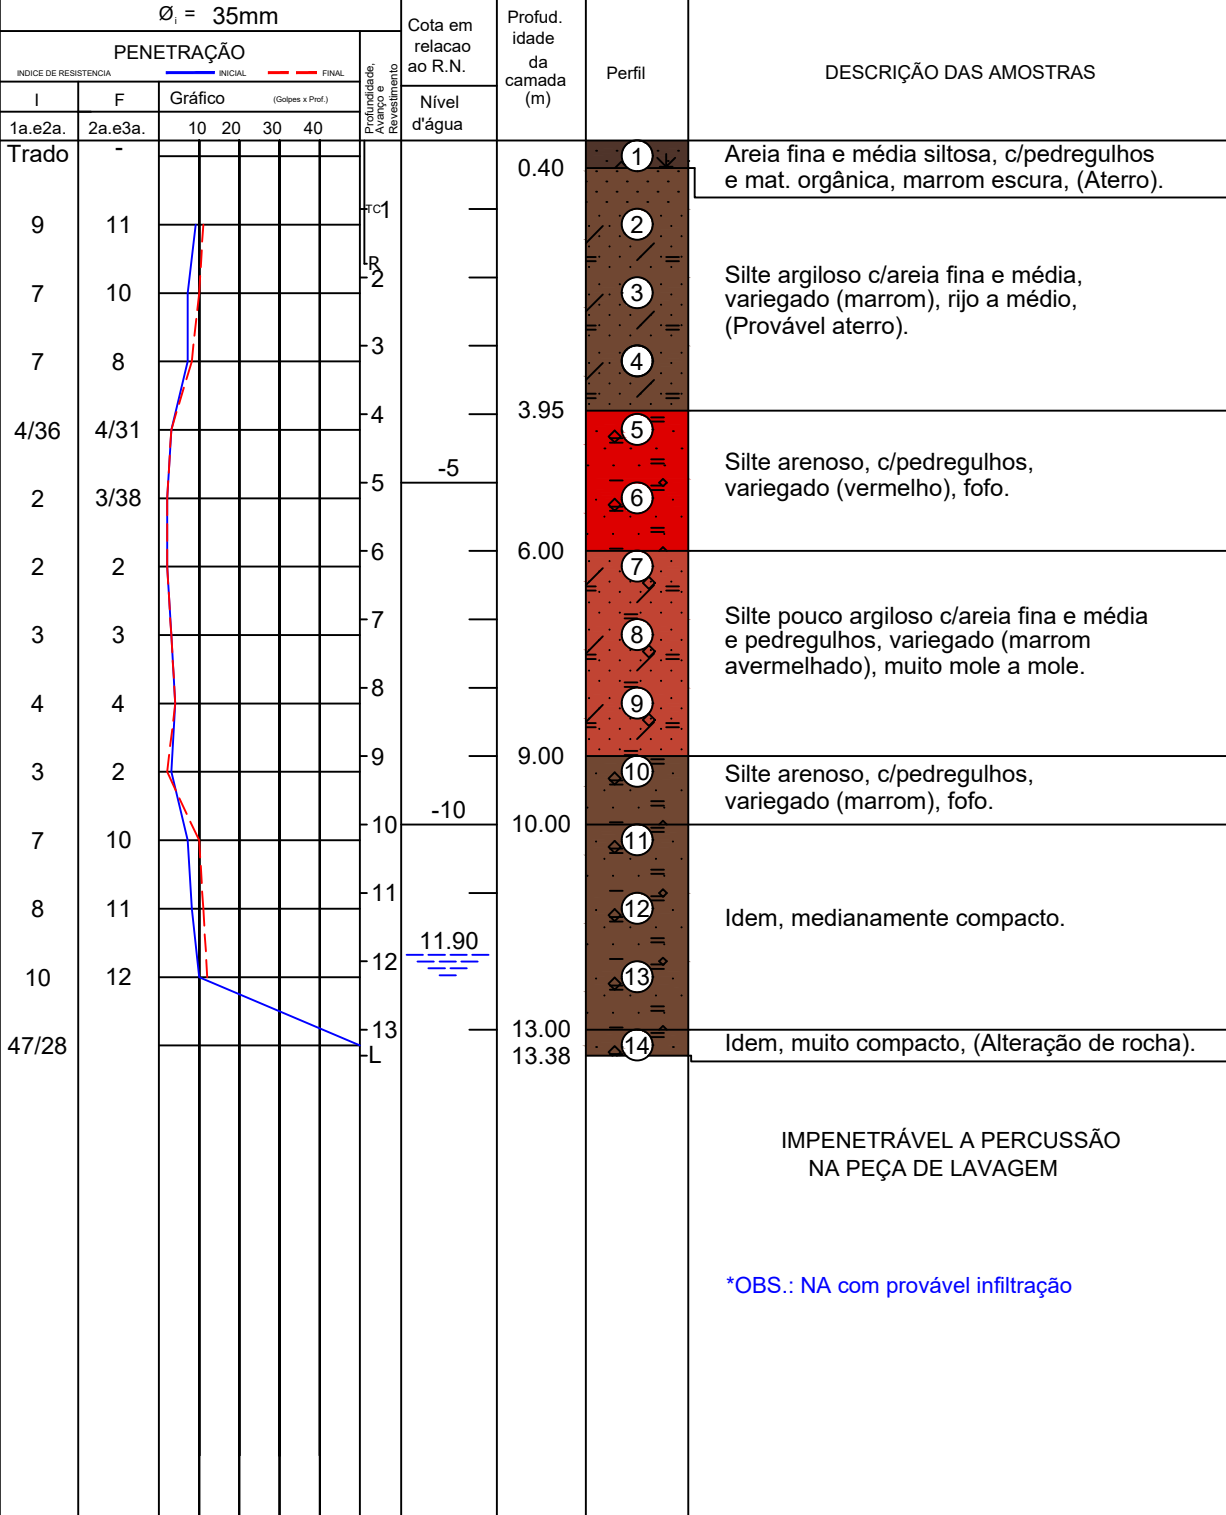 Ø i = 35mm
PENETRAÇÃO
INDICE DE RESISTENCIA INICIAL FINAL
I F Gráfico (Golpes x Prof.)
1a.e2a. 2a.e3a. 10 20 30 40
Profundidade,
Avanço e
Revestimento
Cota em
relacao
ao R.N.
Nível
d'água
Profud.
idade
da
camada
(m)
Perfil
DESCRIÇÃO DAS AMOSTRAS
Trado -
9 11
7 10
7 8
4/36 4/31
2 3/38
2 2
3 3
4 4
3 2
7 10
8 11
10 12
47/28
TC 1
R
2
3
4
5
6
7
8
9
10
11
12
13
L
-5
-10
11.90
0.40
3.95
6.00
9.00
10.00
13.00
13.38
1
2
3
4
5
6
7
8
9
10
11
12
13
14
Areia fina e média siltosa, c/pedregulhos
e mat. orgânica, marrom escura, (Aterro).
Silte argiloso c/areia fina e média,
variegado (marrom), rijo a médio,
(Provável aterro).
Silte arenoso, c/pedregulhos,
variegado (vermelho), fofo.
Silte pouco argiloso c/areia fina e média
e pedregulhos, variegado (marrom
avermelhado), muito mole a mole.
Silte arenoso, c/pedregulhos,
variegado (marrom), fofo.
Idem, medianamente compacto.
Idem, muito compacto, (Alteração de rocha).
IMPENETRÁVEL A PERCUSSÃO
NA PEÇA DE LAVAGEM
*OBS.: NA com provável infiltração